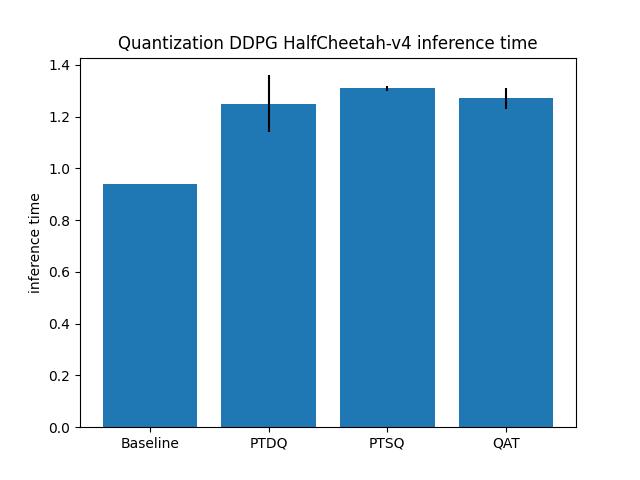 Quantization DDPG HalfCheetah-v4 inference time
inference time
1.4
1.2
1.0
0.8
0.6
0.4
0.2
0.0
Baseline PTDQ PTSQ QAT